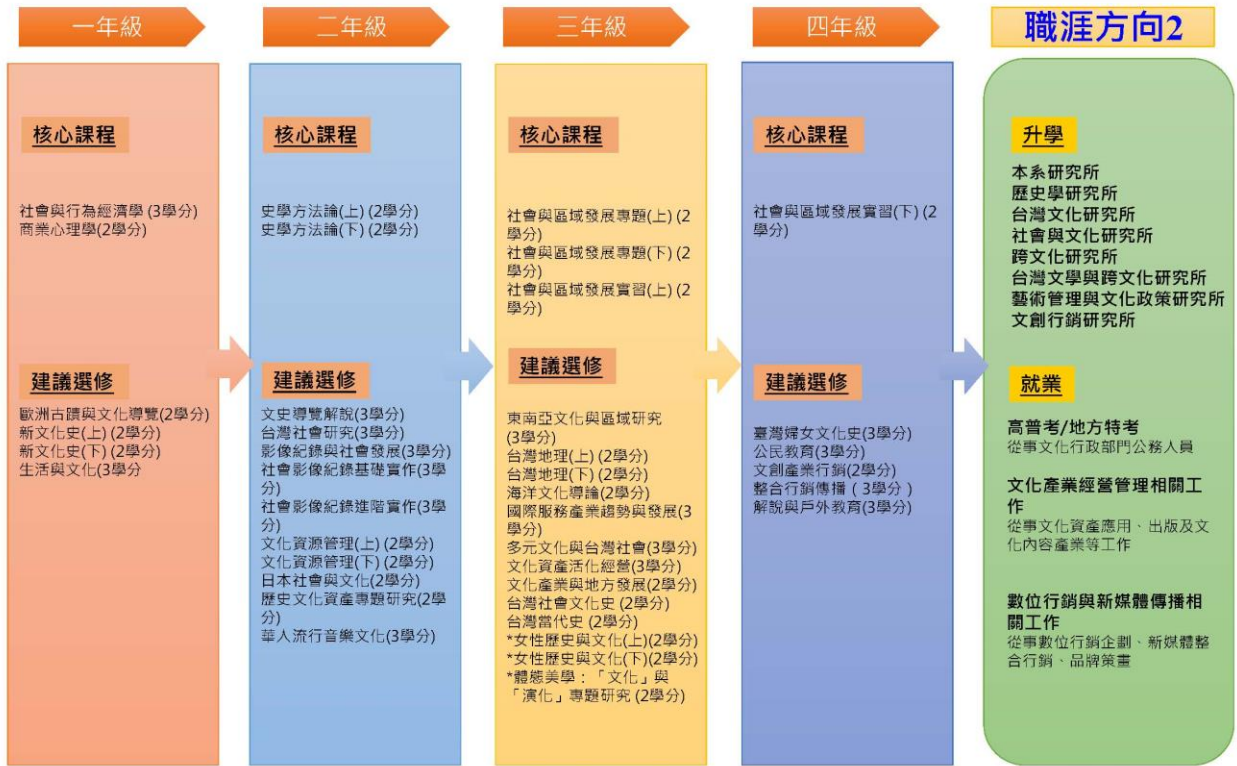 一年級
核心課程
社會與行為經濟學 (3學分)
商業心理學(2學分)
建議選修
歐洲古蹟與文化導覽(2學分)
新文化史(上) (2學分)
新文化史(下) (2學分)
生活與文化(3學分
二年級
核心課程
史學方法論(上) (2學分)
史學方法論(下) (2學分)
建議選修
文史導覽解說(3學分)
台灣社會研究(3學分)
影像紀錄與社會發展(3學分)
社會影像紀錄基礎實作(3學
分)
社會影像紀錄進階實作(3學
分)
文化資源管理(上) (2學分)
文化資源管理(下) (2學分)
日本社會與文化(2學分)
歷史文化資產專題研究(2學
分)
華人流行音樂文化(3學分)
三年級
核心課程
社會與區域發展專題(上) (2
學分)
社會與區域發展專題(下) (2
學分)
社會與區域發展實習(上) (2
學分)
建議選修
東南亞文化與區域研究
(3學分)
台灣地理(上) (2學分)
台灣地理(下) (2學分)
海洋文化導論(2學分)
國際服務產業趨勢與發展(3
學分)
多元文化與台灣社會(3學分)
文化資產活化經營(3學分)
文化產業與地方發展(2學分)
台灣社會文化史 (2學分)
台灣當代史 (2學分)
*女性歷史與文化(上)(2學分)
*女性歷史與文化(下)(2學分)
*體態美學：「文化」與
「演化」專題研究 (2學分)
四年級
核心課程
社會與區域發展實習(下) (2
學分)
建議選修
臺灣婦女文化史(3學分)
公民教育(3學分)
文創產業行銷(2學分)
整合行銷傳播（3學分）
解說與戶外教育(3學分)
職涯方向2
升學
本系研究所
歷史學研究所
台灣文化研究所
社會與文化研究所
跨文化研究所
台灣文學與跨文化研究所
藝術管理與文化政策研究所
文創行銷研究所
就業
高普考/地方特考
從事文化行政部門公務人員
文化產業經營管理相關工
作
從事文化資產應用、出版及文
化內容產業等工作
數位行銷與新媒體傳播相
關工作
從事數位行銷企劃、新媒體整
合行銷、品牌策畫